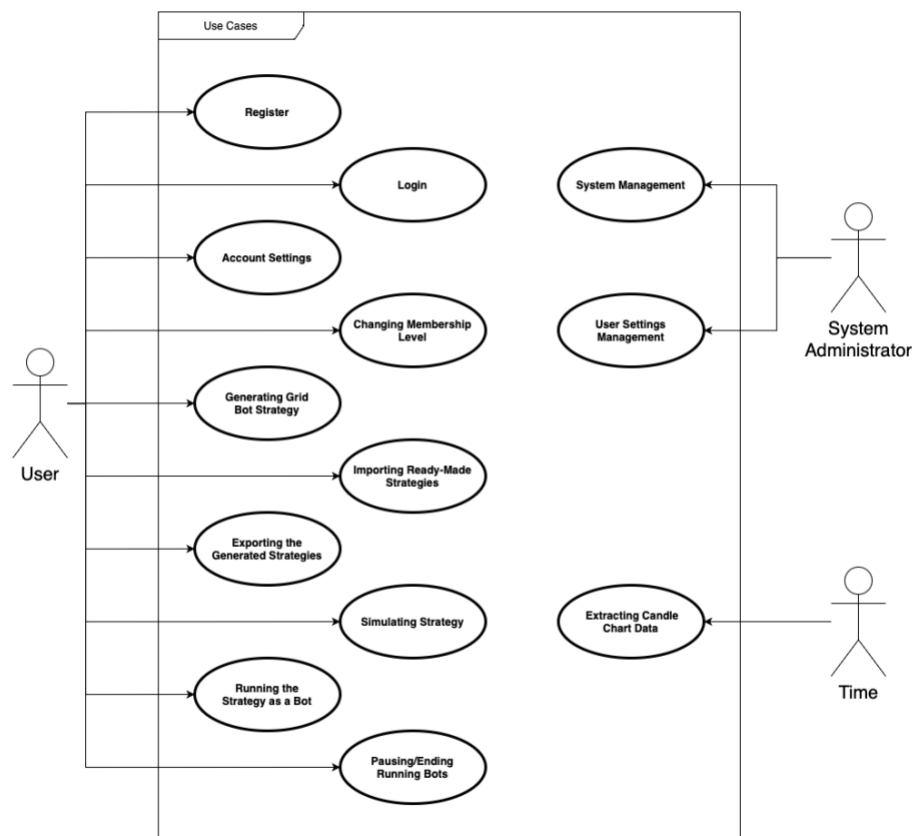 Use Cases
Register
Login
System Management
Account Settings
Changing Membership
Level
User Settings
Management
System
Administrator
Generating Grid
Bot Strategy
User
Importing Ready-Made
Strategies
Exporting the
Generated Strategies
Simulating Strategy
Extracting Candle
Chart Data
Running the
Strategy as a Bot
Time
Pausing/Ending
Running Bots